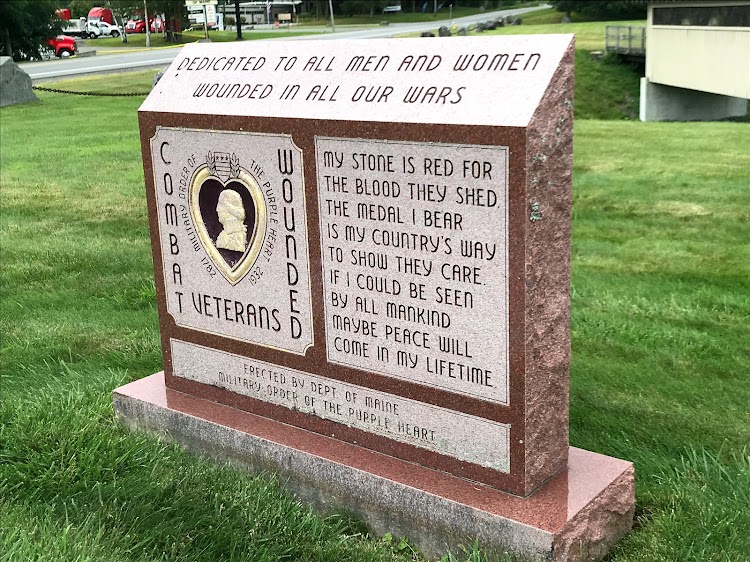 DEDICATED TO ALL MEN AND WOMEN
WOUNDED IN ALL OUR WARS
COMBAT
WOUNDED
VETERANS
MILITARY ORDER OF
THE PURPLE HEART
1782
1932
MY STONE IS RED FOR
THE BLOOD THEY SHED
THE MEDAL I BEAR
IS MY COUNTRY'S WAY
TO SHOW THEY CARE.
IF I COULD BE SEEN
BY ALL MANKIND
MAYBE PEACE WILL
COME IN MY LIFETIME.
ERECTED BY DEPT OF MAINE
MILITARY ORDER OF THE PURPLE HEART